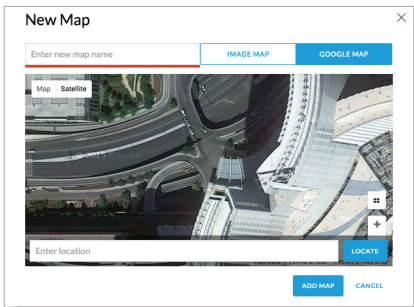 New Map
Enter new map name
IMAGE MAP
GOOGLE MAP
Map Satellite
Enter location
LOCATE
ADD MAP
CANCEL